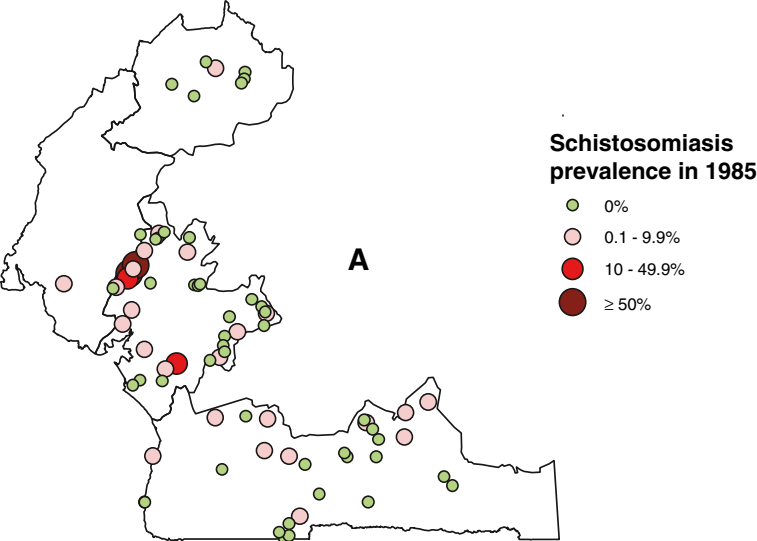 Schistosomiasis
prevalence in 1985
0%
0.1 - 9.9%
A
10 - 49.9%
≥ 50%